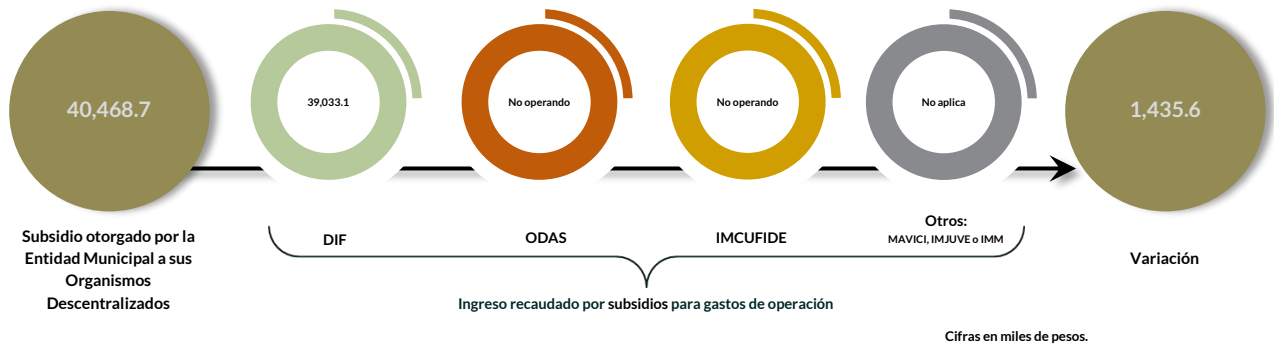 40,468.7
39,033.1
No operando
No operando
No aplica
1,435.6
Subsidio otorgado por la
Entidad Municipal a sus
Organismos
Descentralizados
DIF
ODAS
IMCUFIDE
Otros:
MAVICI, IMJUVE o IMM
Variación
Ingreso recaudado por subsidios para gastos de operación
Cifras en miles de pesos.